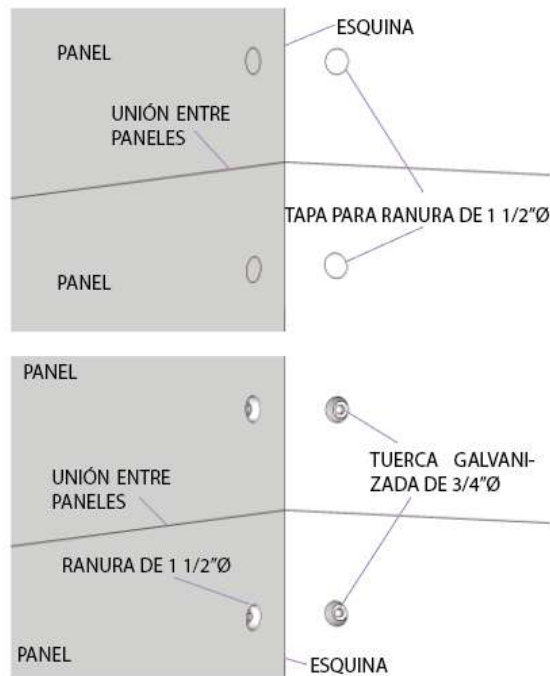 ESQUINA
PANEL
UNIÓN ENTRE
PANELES
TAPA PARA RANURA DE 1 1/2"Ø
PANEL
PANEL
TUERCA GALVANI-
ZADA DE 3/4"Ø
UNIÓN ENTRE
PANELES
RANURA DE 1 1/2"Ø
PANEL
ESQUINA